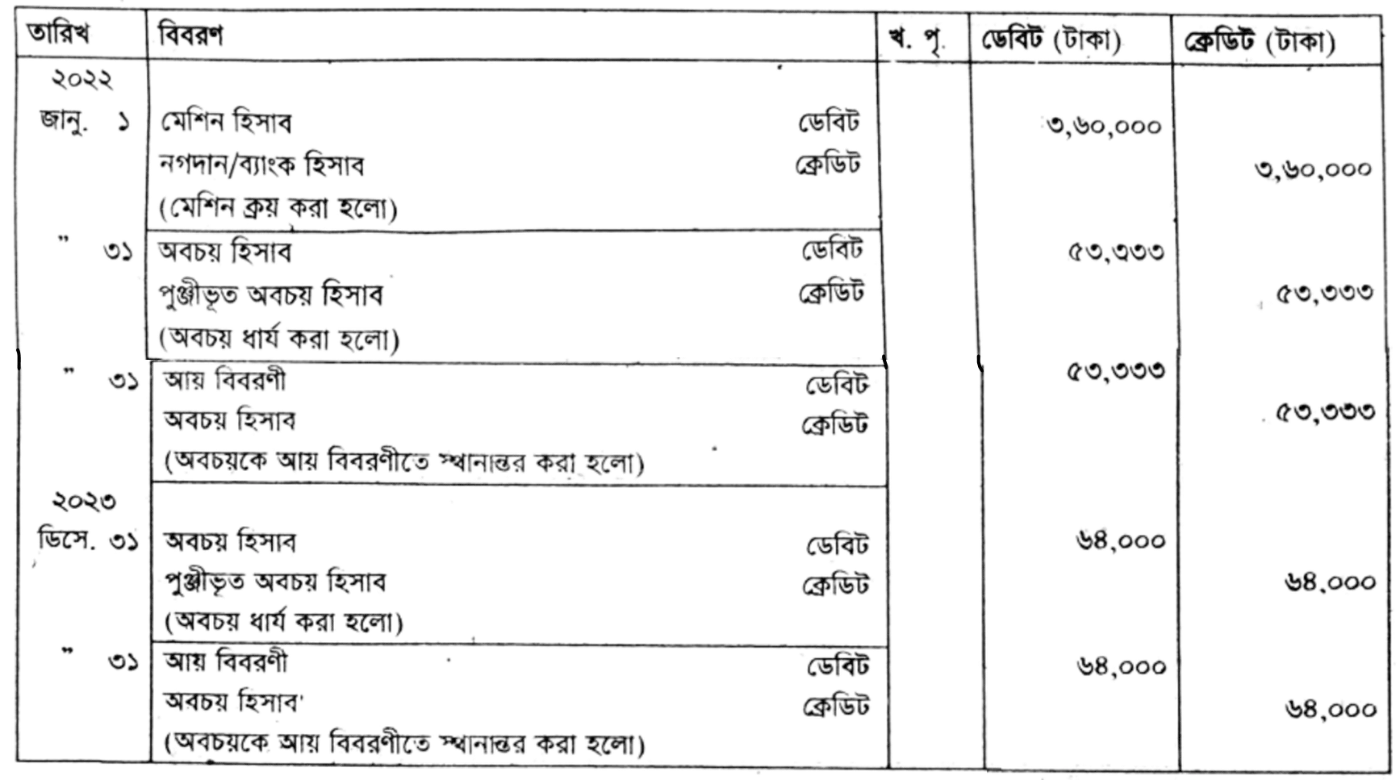 তারিখ বিবরণ খ. পৃ. ডেবিট (টাকা) ক্রেডিট (টাকা)
২০২২
জানু. ১ মেশিন হিসাব ডেবিট ৩,৬০,০০০
নগদান/ব্যাংক হিসাব ক্রেডিট ৩,৬০,০০০
(মেশিন ক্রয় করা হলো)
” ৩১ অবচয় হিসাব ডেবিট ৫৩,৩৩৩
পুঞ্জীভূত অবচয় হিসাব ক্রেডিট ৫৩,৩৩৩
(অবচয় ধার্য করা হলো)
” ৩১ আয় বিবরণী ডেবিট ৫৩,৩৩৩
অবচয় হিসাব ক্রেডিট ৫৩,৩৩৩
(অবচয়কে আয় বিবরণীতে স্থানান্তর করা হলো)
২০২৩
ডিসে. ৩১ অবচয় হিসাব ডেবিট ৬৪,০০০
পুঞ্জীভূত অবচয় হিসাব ক্রেডিট ৬৪,০০০
(অবচয় ধার্য করা হলো)
” ৩১ আয় বিবরণী ডেবিট ৬৪,০০০
অবচয় হিসাব ক্রেডিট ৬৪,০০০
(অবচয়কে আয় বিবরণীতে স্থানান্তর করা হলো)